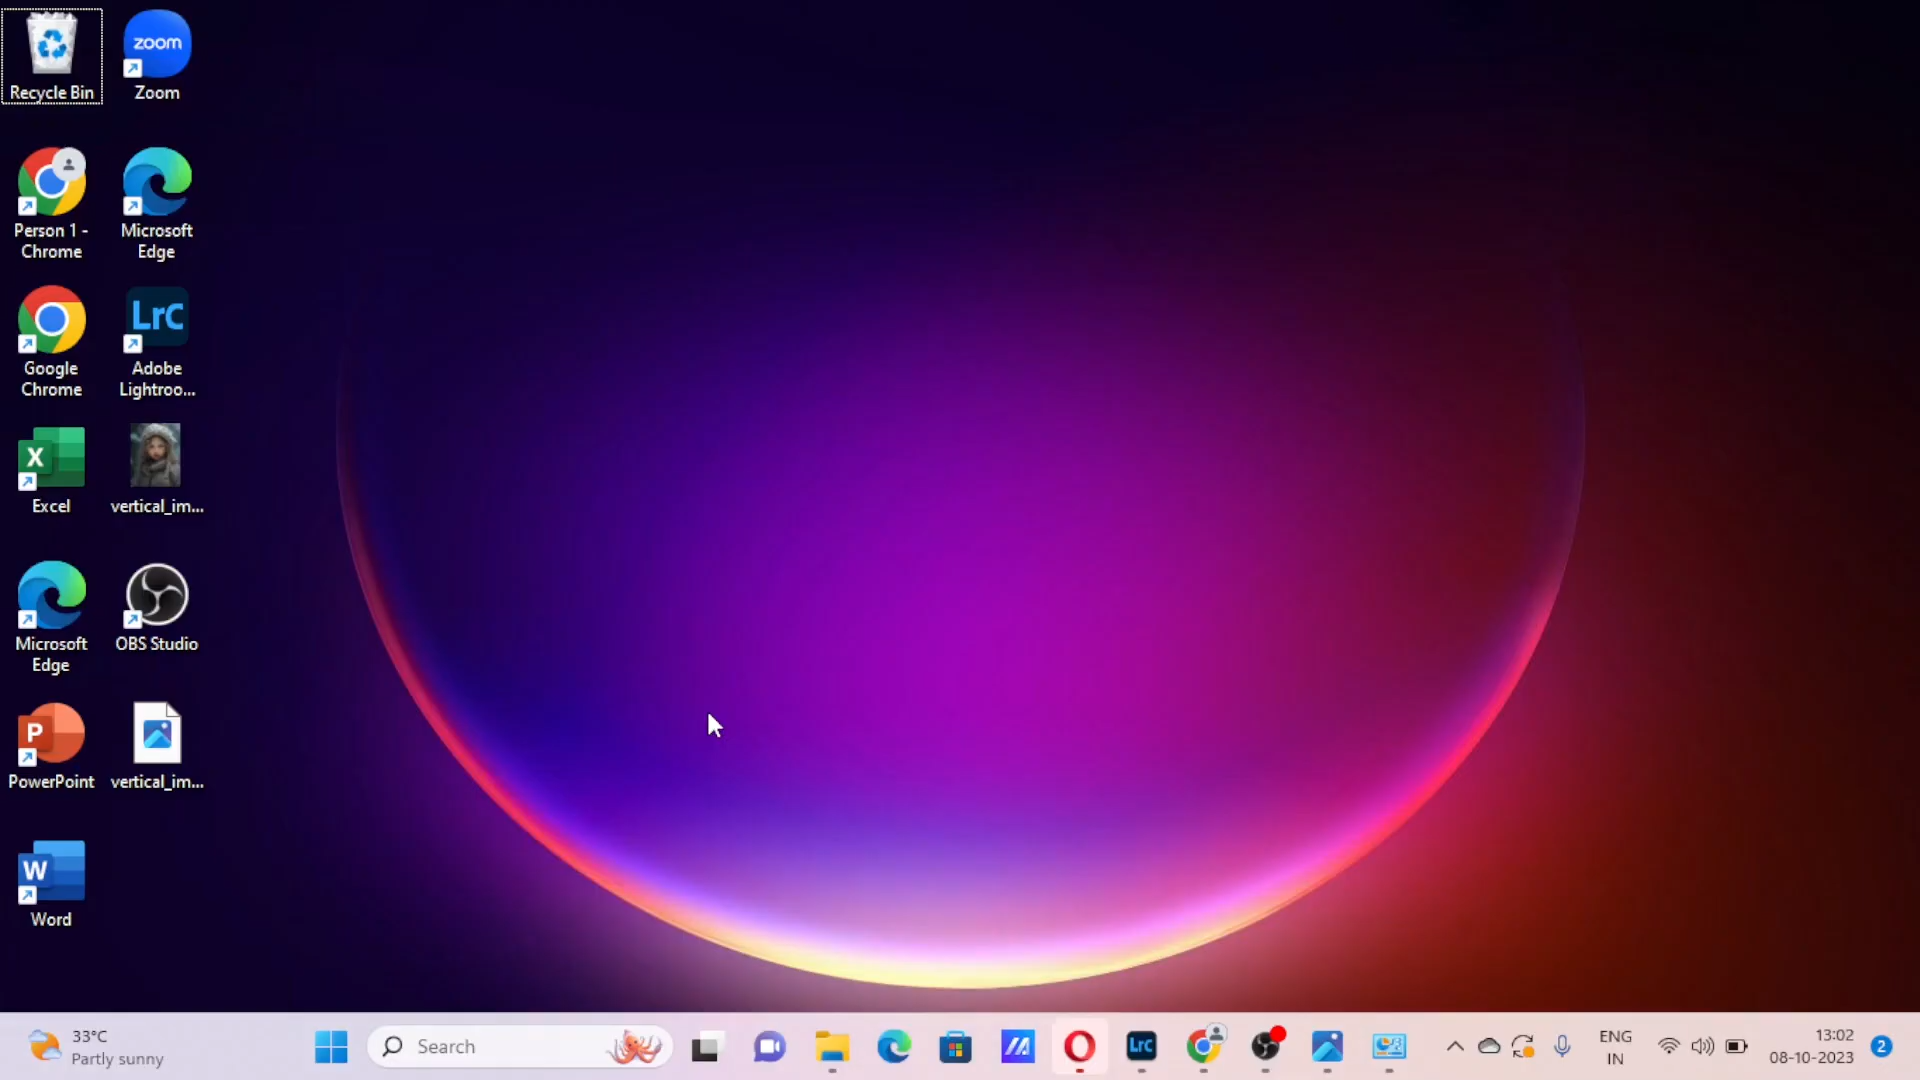 Recycle Bin
zoom
Zoom
Person 1 -
Chrome
Microsoft
Edge
Google
Chrome
LrC
Adobe
Lightroo...
X
Excel
vertical_im...
Microsoft
Edge
OBS Studio
P
PowerPoint
vertical_im...
W
Word
33°C
Partly sunny
Search
LrC
ENG
IN
13:02
08-10-2023
2